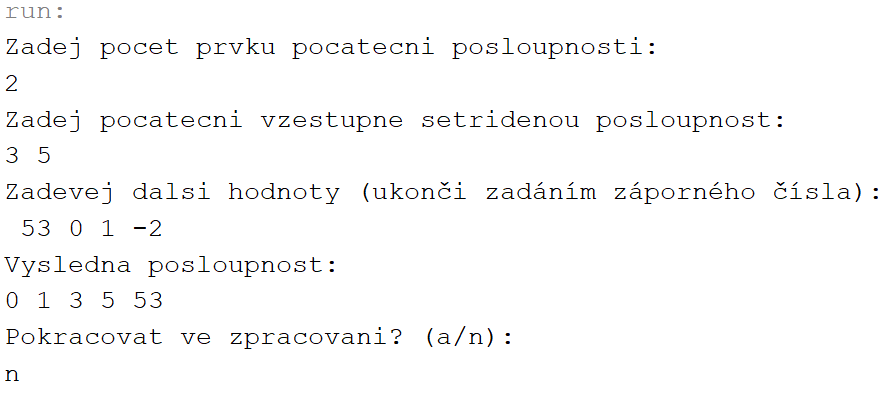 run:
Zadej pocet prvku pocatecni posloupnosti:
2
Zadej pocatecni vzestupne setridenou posloupnost:
3 5
Zadevej dalsi hodnoty (ukonči zadáním záporného čísla):
53 0 1 -2
Vysledna posloupnost:
0 1 3 5 53
Pokracovat ve zpracovani? (a/n):
n